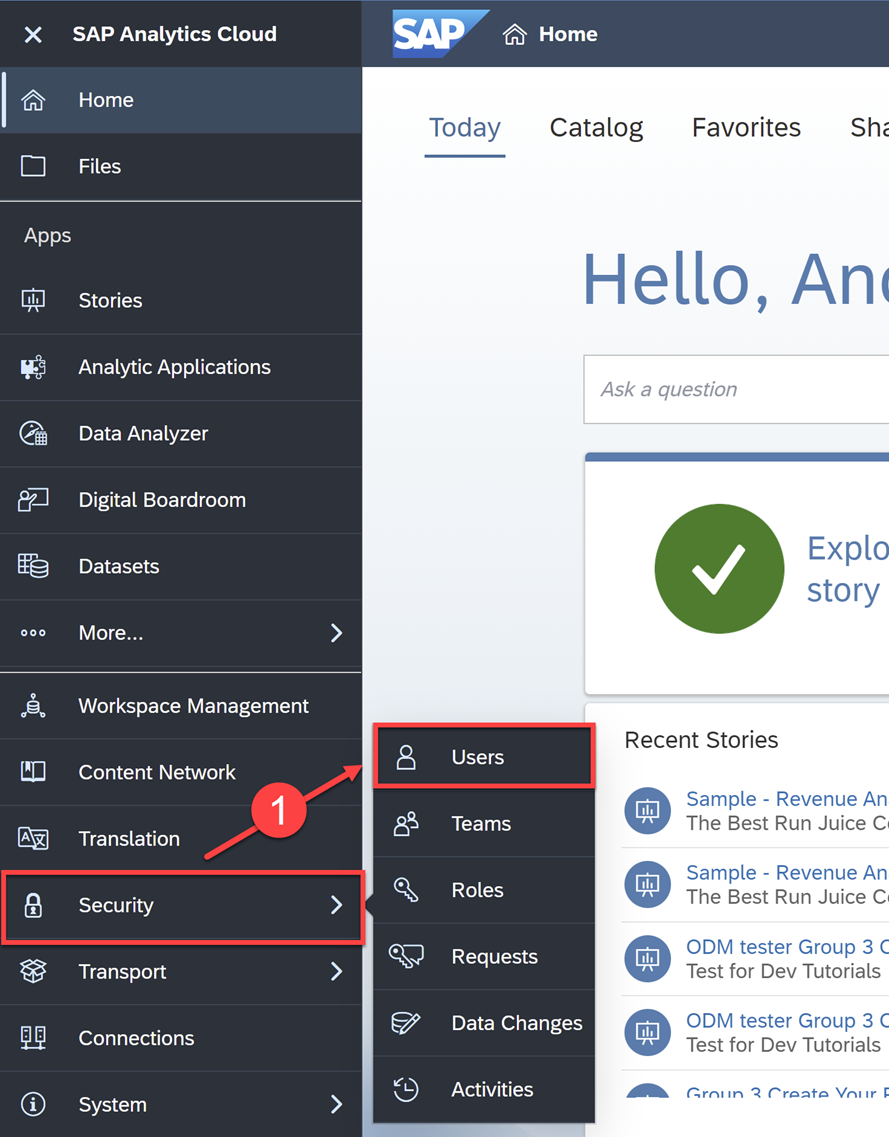 SAP Analytics Cloud
Home
Files
Apps
Stories
Analytic Applications
Data Analyzer
Digital Boardroom
Datasets
More...
Workspace Management
Content Network
Translation
Security
Transport
Connections
System
1
Users
Teams
Roles
Requests
Data Changes
Activities
SAP
Home
Today Catalog Favorites Sha
Hello, And
Ask a question
Explo
story
Recent Stories
Sample - Revenue An
The Best Run Juice Co
Sample - Revenue An
The Best Run Juice Co
ODM tester Group 3 C
Test for Dev Tutorials
ODM tester Group 3 C
Test for Dev Tutorials
Group 3 Create Your